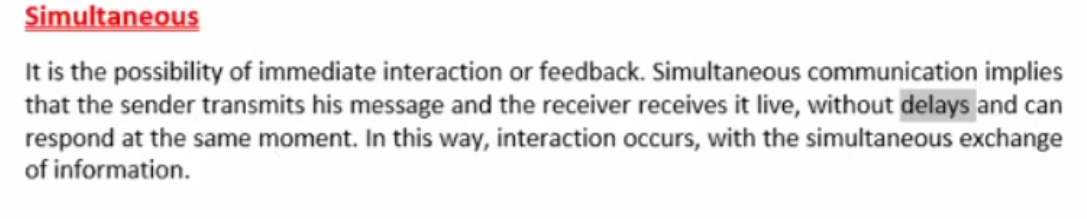 Simultaneous
It is the possibility of immediate interaction or feedback. Simultaneous communication implies
that the sender transmits his message and the receiver receives it live, without delays and can
respond at the same moment. In this way, interaction occurs, with the simultaneous exchange
of information.